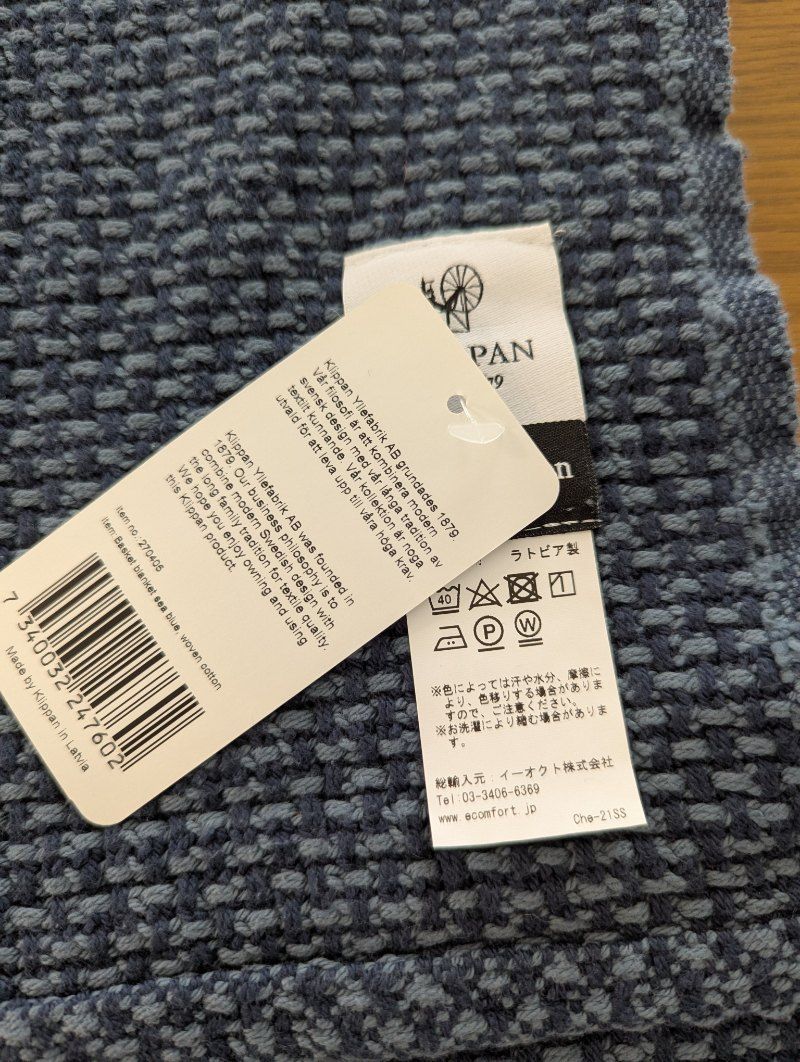 PPAN
79
n
Klippan Yllefabrik AB grundades 1879.
Vår filosofi är att kombinera modern
svensk design med vår långa tradition av
textilt kunnande. Vår kollektion är noga
utvald för att leva upp till våra höga krav.
Klippan Yllefabrik AB was founded in
1879. Our business philosophy is to
combine modern Swedish design with
the long family tradition for textile quality.
We hope you enjoy owning and using
this Klippan product.
item no.:270405
item:Basket blanket sea blue, woven cotton
7 340032 247602
Made by Klippan in Latvia
ラトビア製
40
P W
※色によっては汗や水分、摩擦に
より、色移りする場合がありま
すので、ご注意ください。
※お洗濯により縮む場合がありま
す。
総輸入元:イーオクト株式会社
Tel:03-3406-6369
www.ecomfort.jp
Che-21SS